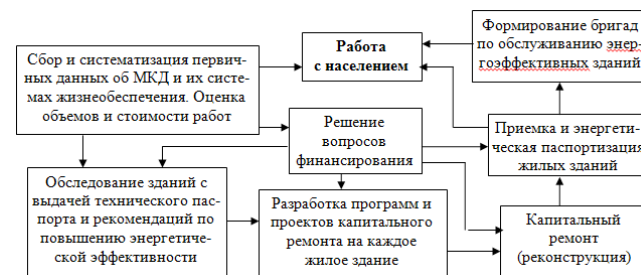 Сбор и систематизация первич-
ных данных об МКД и их систе-
мах жизнеобеспечения. Оценка
объемов и стоимости работ
Работа
с населением
Формирование бригад
по обслуживанию энер-
гоэффективных зданий
Решение
вопросов
финансирования
Приемка и энергети-
ческая паспортизация
жилых зданий
Обследование зданий с
выдачей технического пас-
порта и рекомендаций по
повышению энергетиче-
ской эффективности
Разработка программ и
проектов капитального
ремонта на каждое
жилое здание
Капитальный
ремонт
(реконструкция)